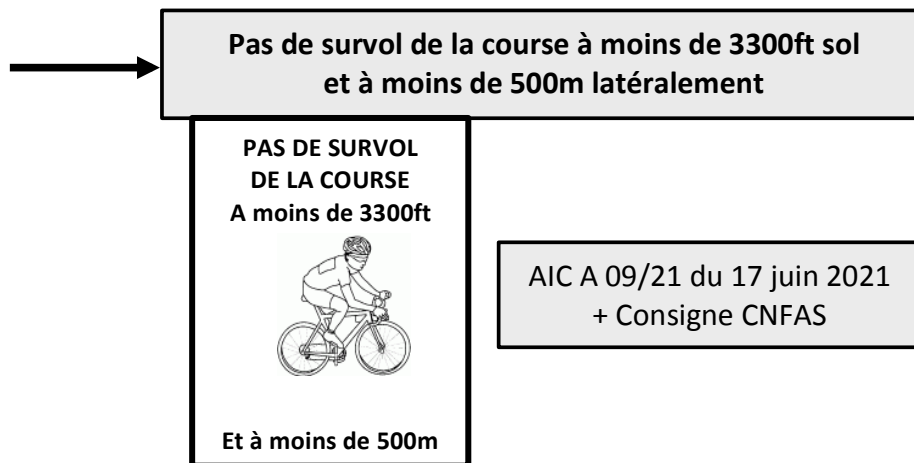 Pas de survol de la course à moins de 3300ft sol
et à moins de 500m latéralement
PAS DE SURVOL
DE LA COURSE
A moins de 3300ft
AIC A 09/21 du 17 juin 2021
+ Consigne CNFAS
Et à moins de 500m